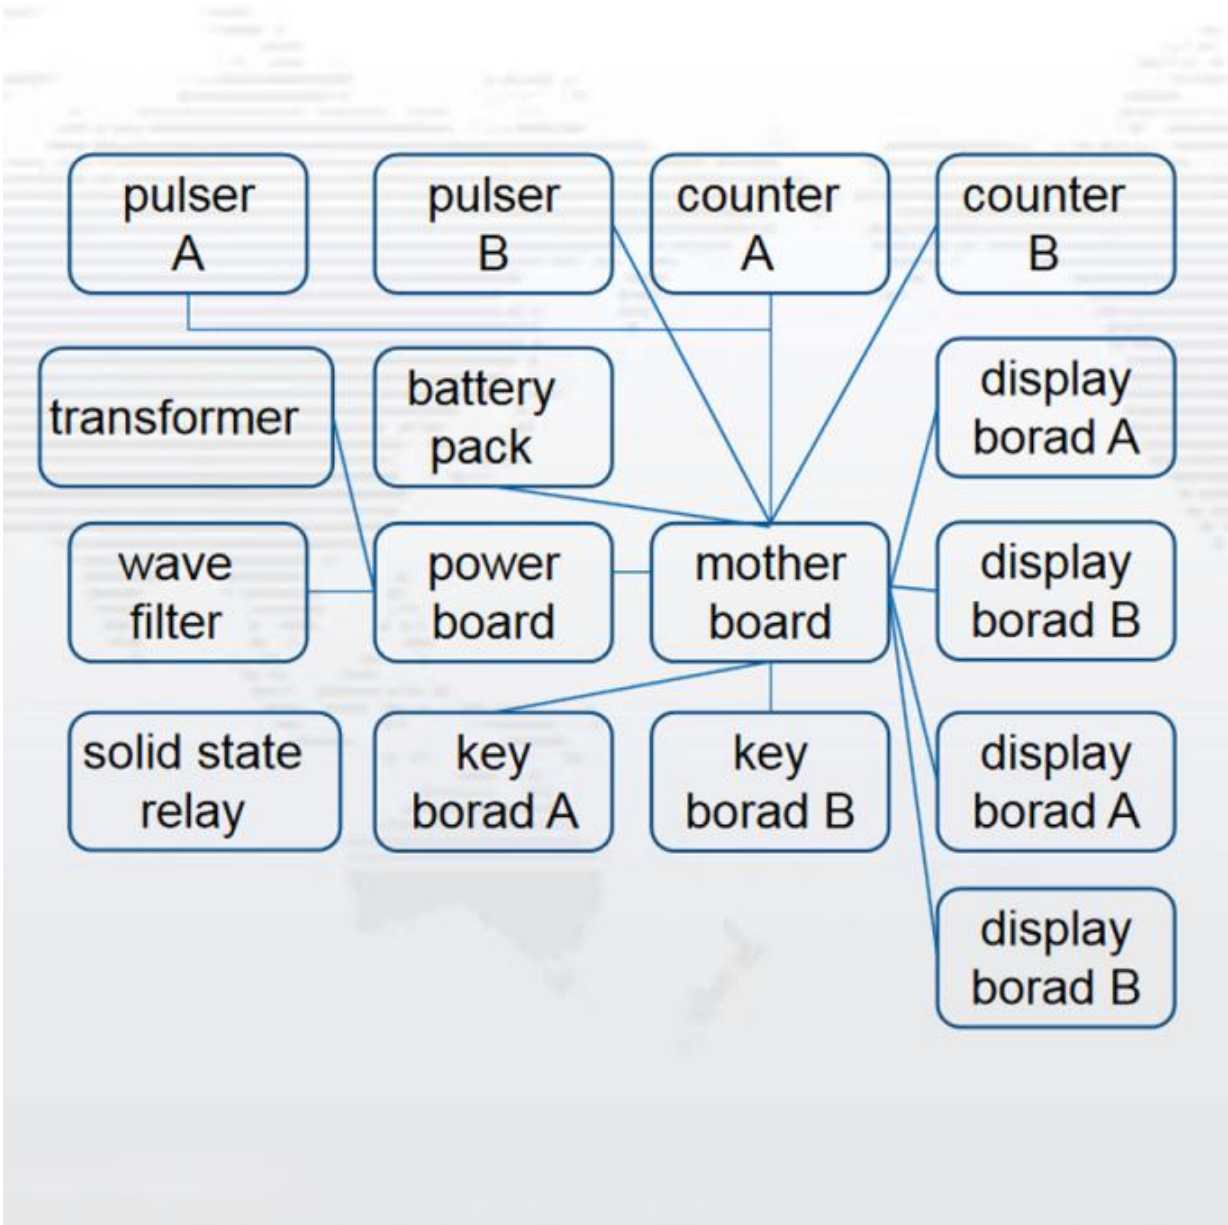 pulser
A
pulser
B
counter
A
counter
B
transformer
battery
pack
display
borad A
wave
filter
power
board
mother
board
display
borad B
solid state
relay
key
borad A
key
borad B
display
borad A
display
borad B